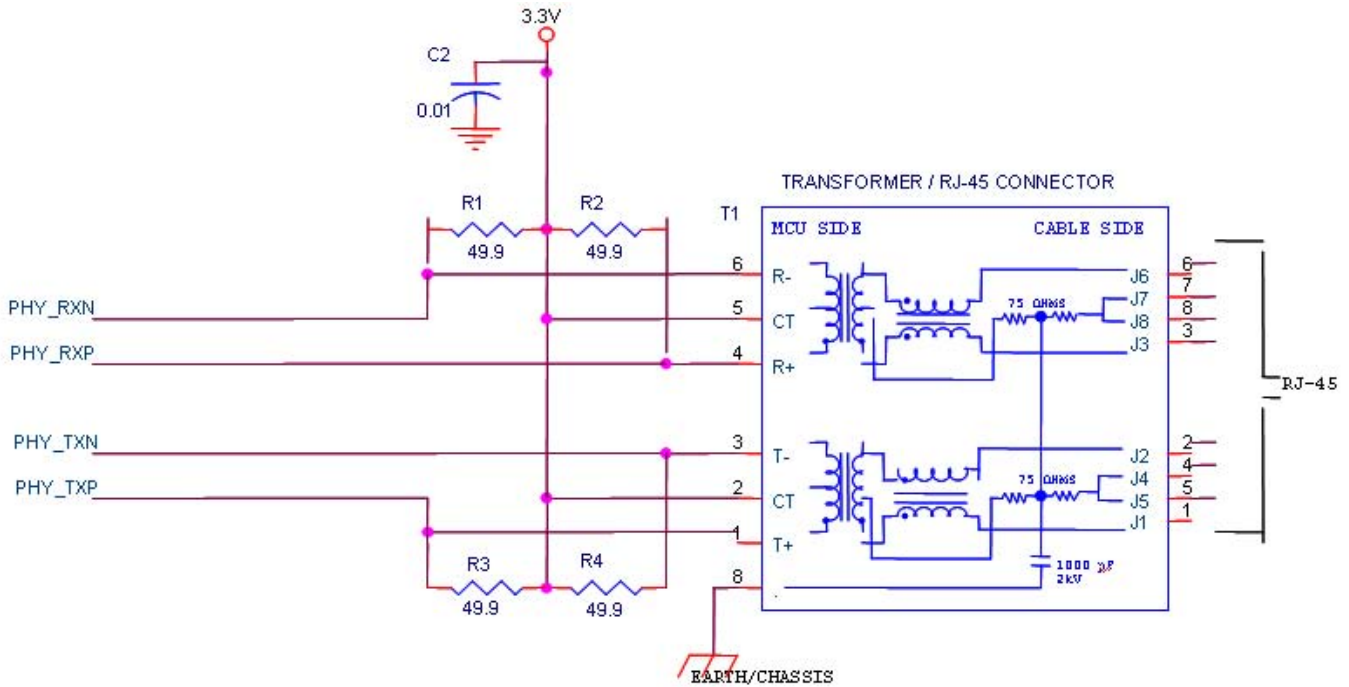 3.3V
C2
0.01
TRANSFORMER / RJ-45 CONNECTOR
R1
R2
T1
49.9
49.9
MCU SIDE
CABLE SIDE
6
R-
J6
6
J7
7
PHY_RXN
5
CT
75 OHMS
J8
8
J3
3
PHY_RXP
4
R+
RJ-45
PHY_TXN
3
T-
J2
2
J4
4
PHY_TXP
2
CT
75 OHMS
J5
5
J1
1
1
T+
R3
R4
8
.
1000 pF
2kV
49.9
49.9
EARTH/CHASSIS